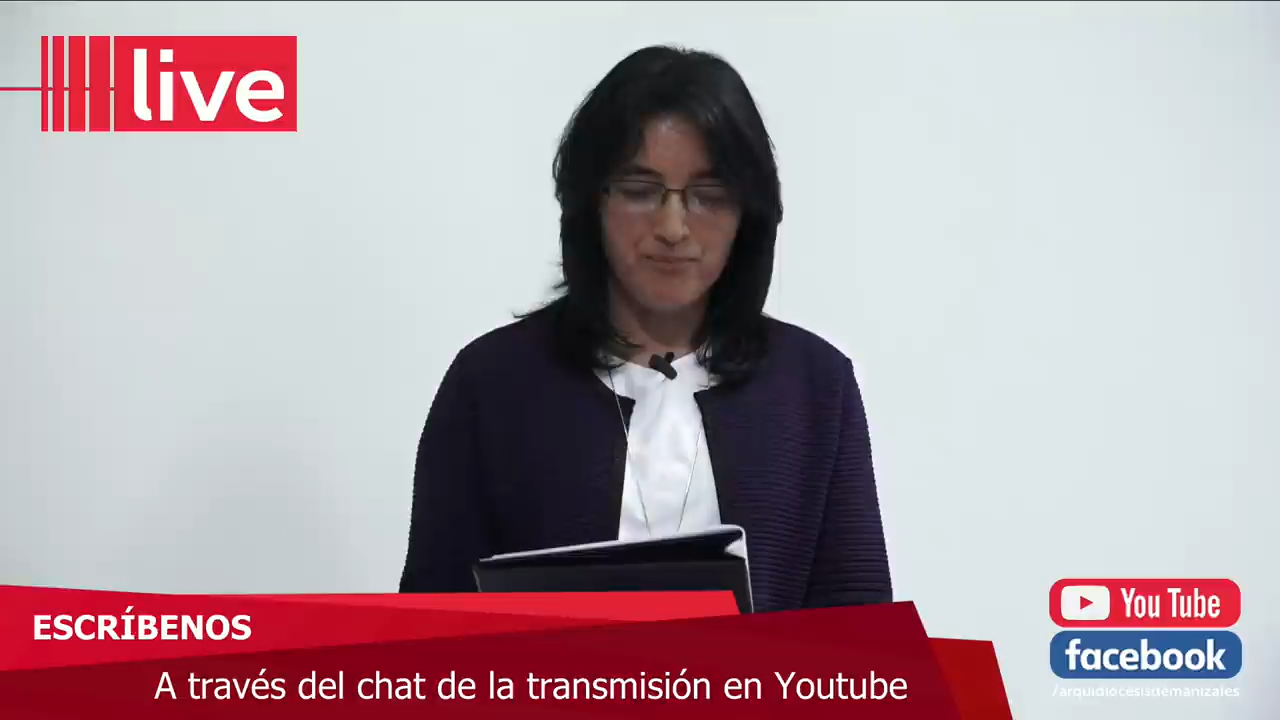 live
ESCRÍBENOS
A través del chat de la transmisión en Youtube
You Tube
facebook
/arquidiocesisdemanizales